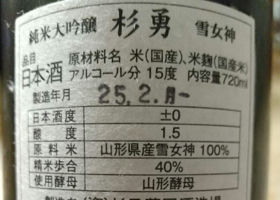 純米大吟醸 杉勇 雪女神
品目 日本酒
原材料名 米(国産)、米麹(国産米)
アルコール分 15度 内容量720ml
製造年月 25.2.月
日本酒度 ±0
酸度 1.5
原料米 山形県産雪女神100%
精米歩合 40%
使用酵母 山形酵母